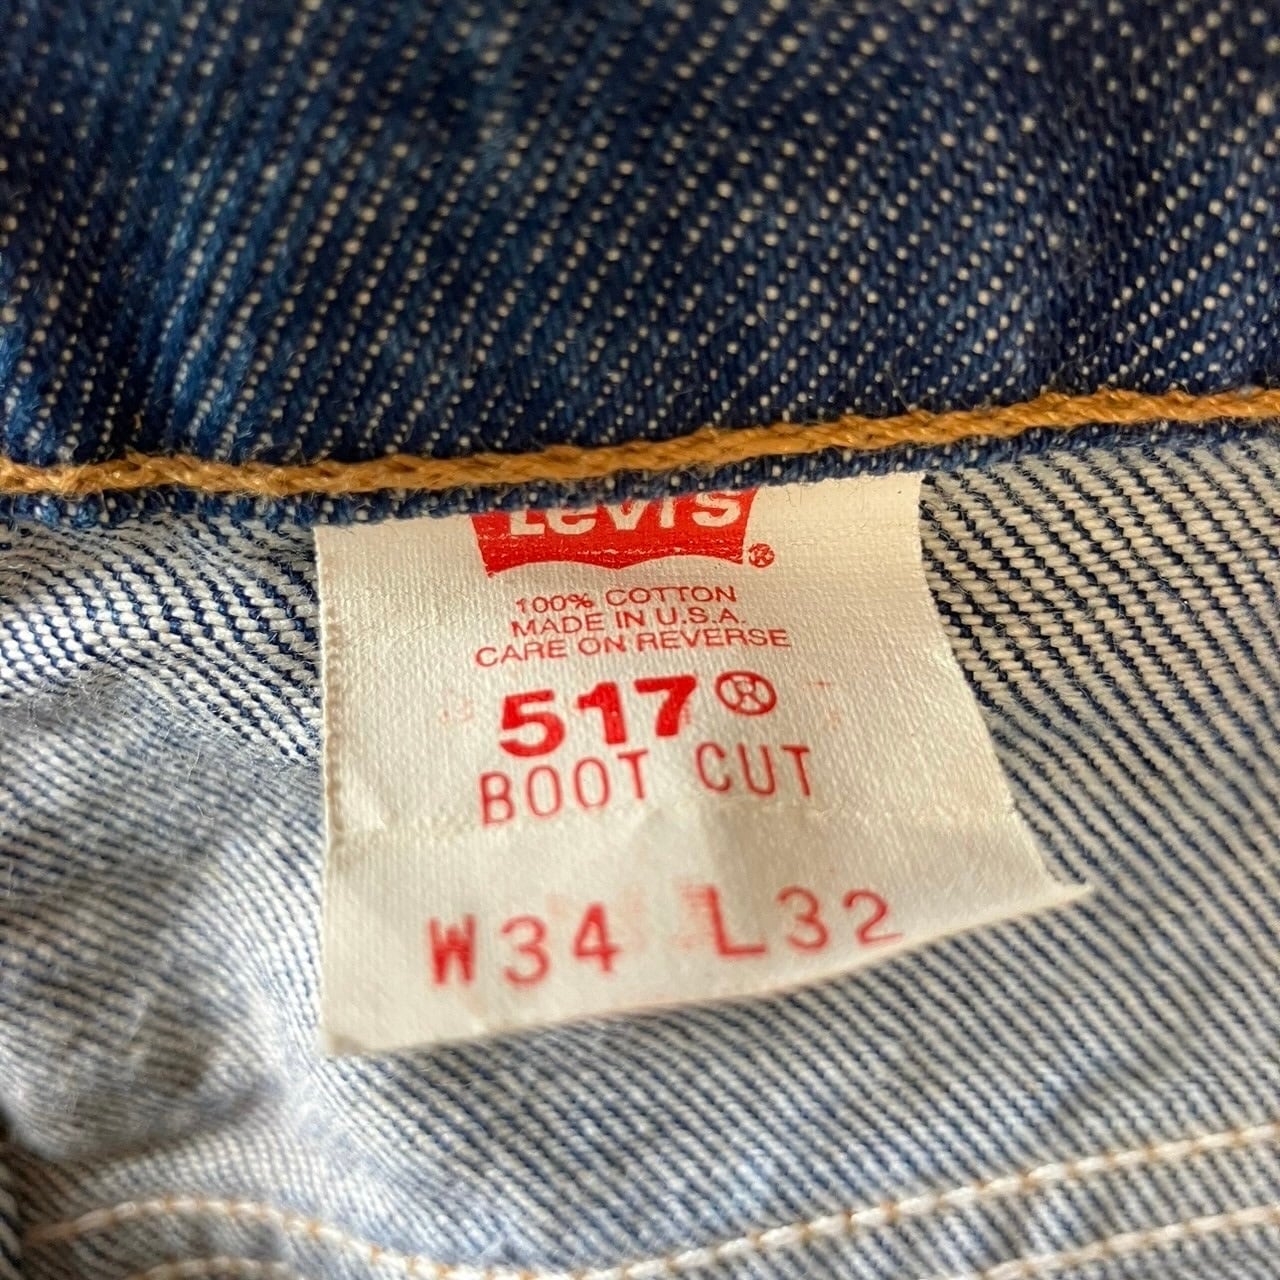 Levi's ®
100% COTTON
MADE IN U.S.A.
CARE ON REVERSE
517®
BOOT CUT
W34 L32